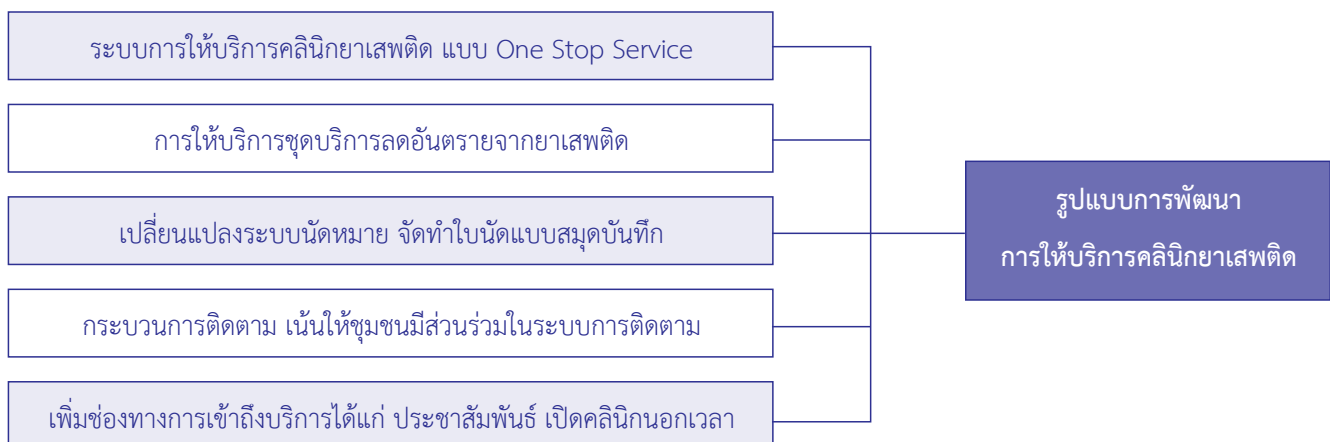 ระบบการให้บริการคลินิกยาเสพติด แบบ One Stop Service
การให้บริการชุดบริการลดอันตรายจากยาเสพติด
เปลี่ยนแปลงระบบนัดหมาย จัดทำใบนัดแบบสมุดบันทึก
กระบวนการติดตาม เน้นให้ชุมชนมีส่วนร่วมในระบบการติดตาม
เพิ่มช่องทางการเข้าถึงบริการได้แก่ ประชาสัมพันธ์ เปิดคลินิกนอกเวลา
รูปแบบการพัฒนา
การให้บริการคลินิกยาเสพติด